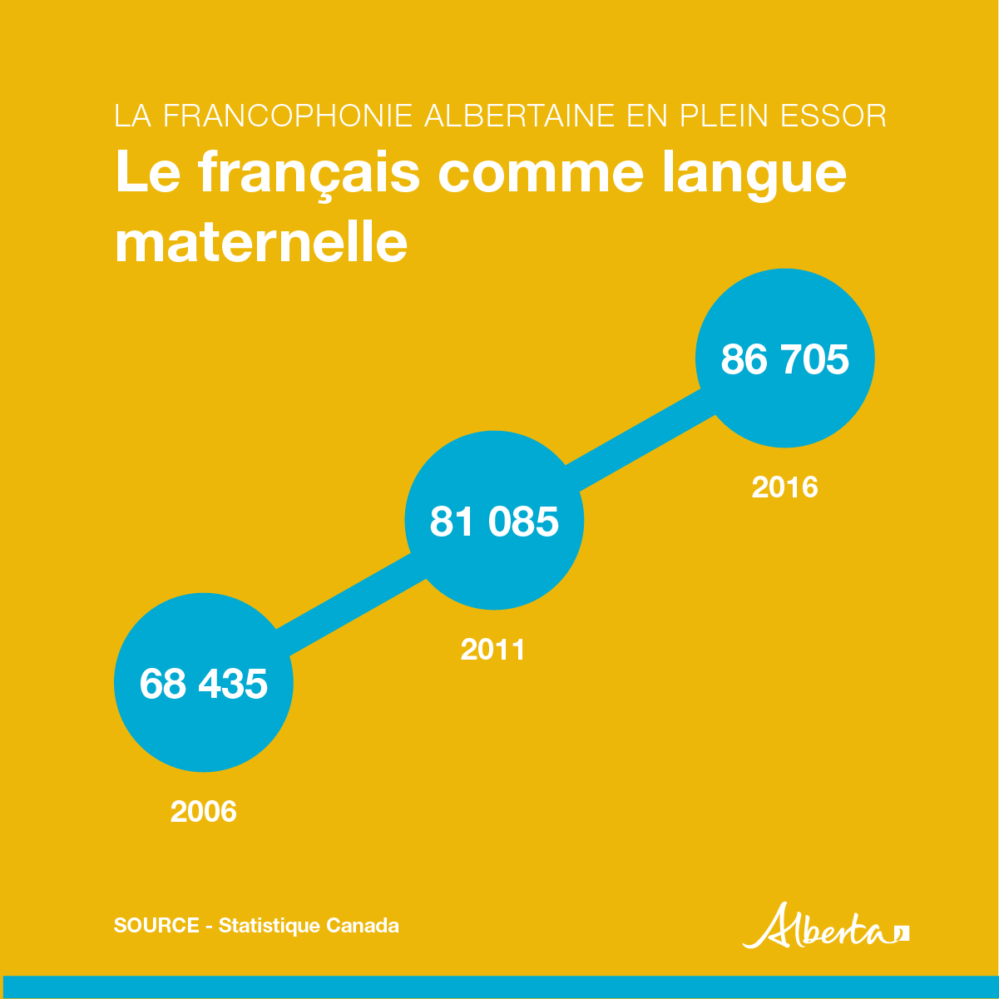 LA FRANCOPHONIE ALBERTAINE EN PLEIN ESSOR
Le français comme langue
maternelle
86 705
2016
81 085
2011
68 435
2006
SOURCE - Statistique Canada
Alberta